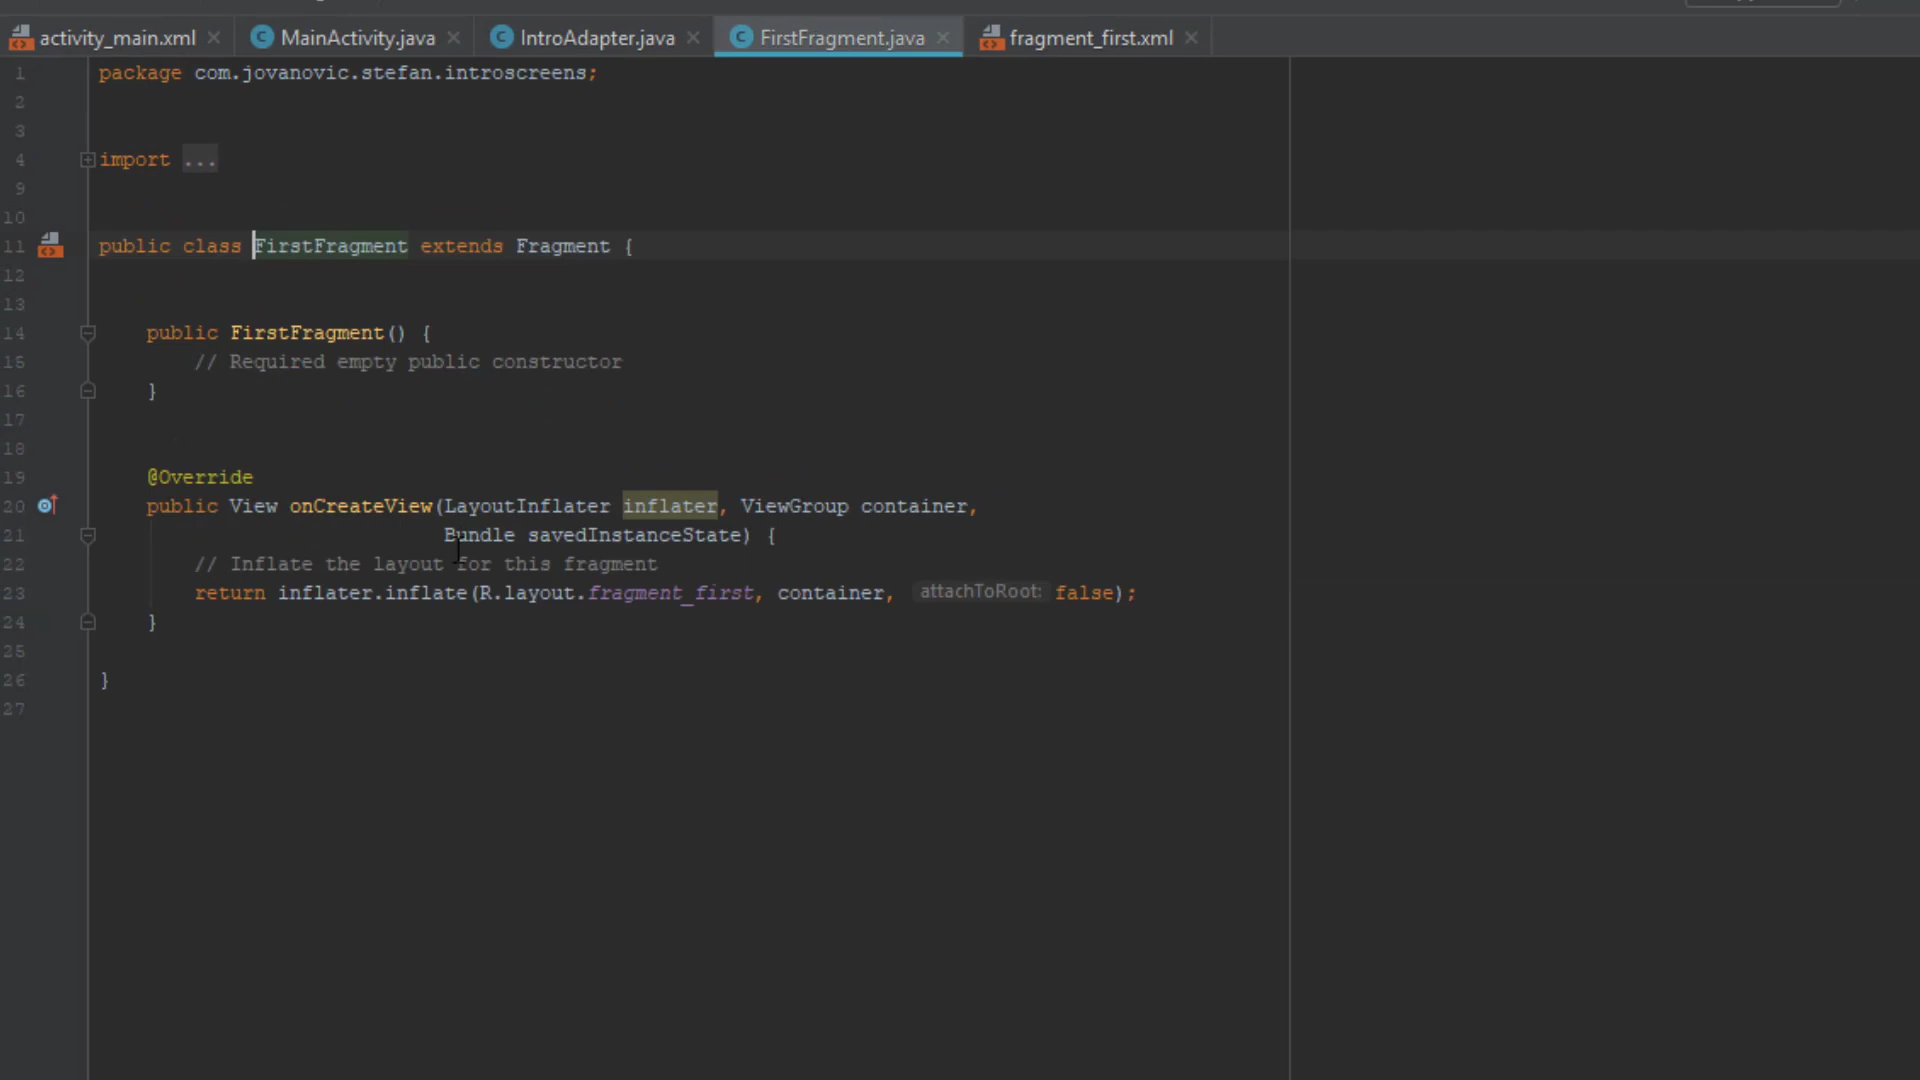 activity_main.xml MainActivity.java IntroAdapter.java FirstFragment.java fragment_first.xml
1 package com.jovanovic.stefan.introscreens;
2
3
4 import ...
9
10
11 public class FirstFragment extends Fragment {
12
13
14 public FirstFragment() {
15 // Required empty public constructor
16 }
17
18
19 @Override
20 public View onCreateView(LayoutInflater inflater, ViewGroup container,
21 Bundle savedInstanceState) {
22 // Inflate the layout for this fragment
23 return inflater.inflate(R.layout.fragment_first, container, attachToRoot: false);
24 }
25
26 }
27